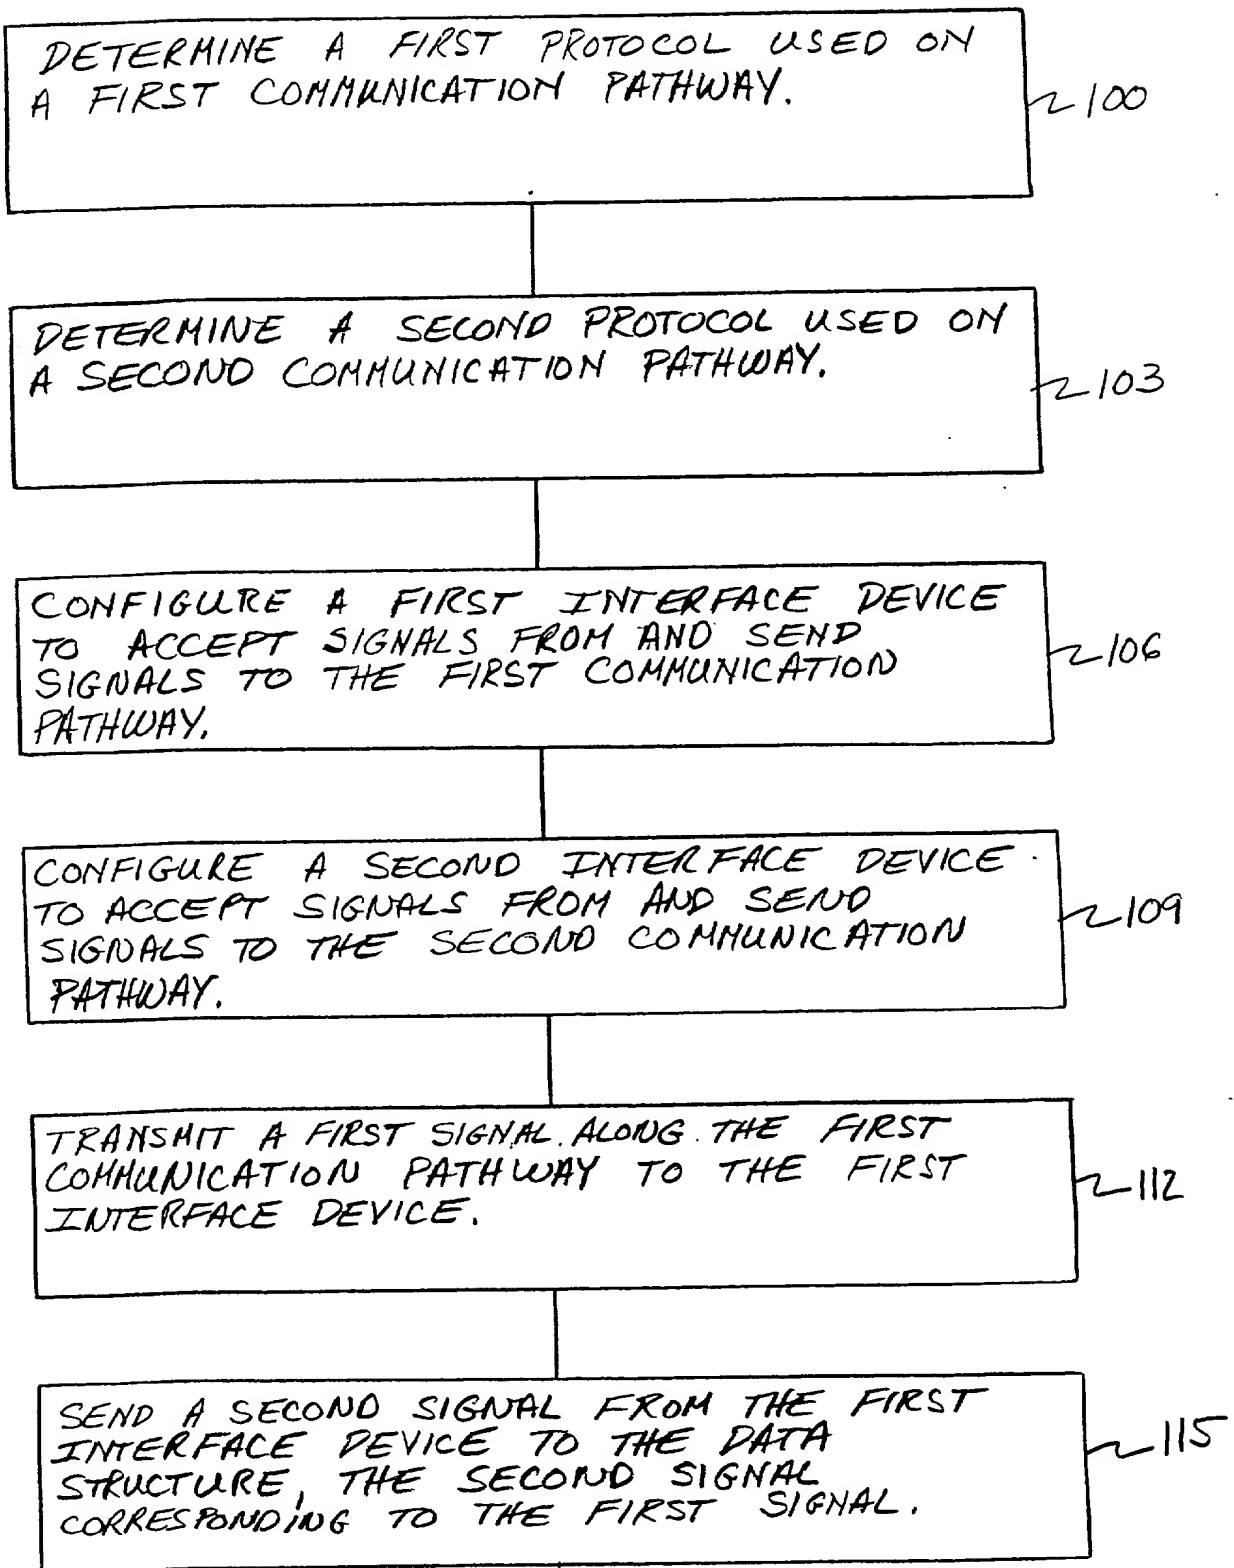 DETERMINE A FIRST PROTOCOL USED ON
A FIRST COMMUNICATION PATHWAY.
100
DETERMINE A SECOND PROTOCOL USED ON
A SECOND COMMUNICATION PATHWAY.
103
CONFIGURE A FIRST INTERFACE DEVICE
TO ACCEPT SIGNALS FROM AND SEND
SIGNALS TO THE FIRST COMMUNICATION
PATHWAY.
106
CONFIGURE A SECOND INTERFACE DEVICE
TO ACCEPT SIGNALS FROM AND SEND
SIGNALS TO THE SECOND COMMUNICATION
PATHWAY.
109
TRANSMIT A FIRST SIGNAL ALONG THE FIRST
COMMUNICATION PATHWAY TO THE FIRST
INTERFACE DEVICE.
112
SEND A SECOND SIGNAL FROM THE FIRST
INTERFACE DEVICE TO THE DATA
STRUCTURE, THE SECOND SIGNAL
CORRESPONDING TO THE FIRST SIGNAL.
115